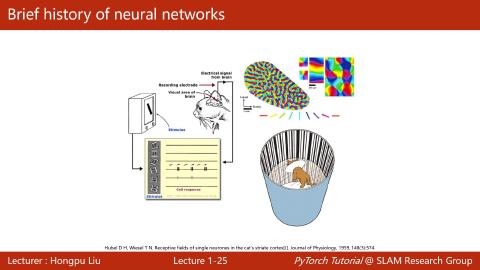 Brief history of neural networks
Electrical signal
from brain
Recording electrode
Visual area of
brain
Stimulus
Stimulus
Cell response
Hubel D H, Wiesel T N. Receptive fields of single neurones in the cat's striate cortex[J]. Journal of Physiology, 1959, 148(3):574.
Lecturer : Hongpu Liu
Lecture 1-25
PyTorch Tutorial @ SLAM Research Group